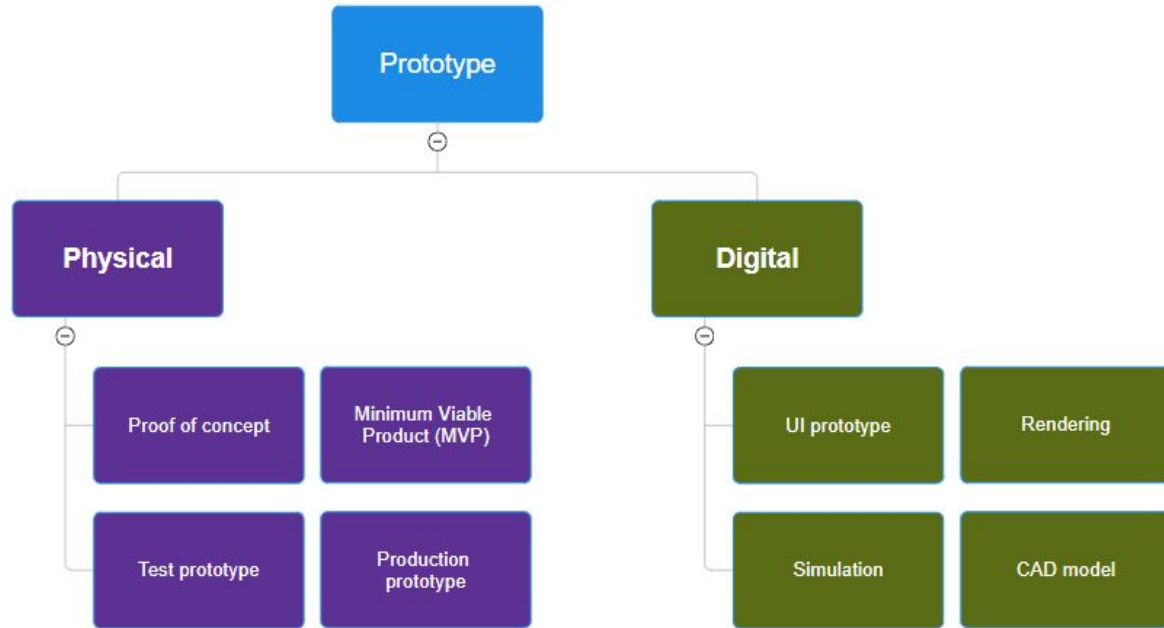 Prototype
Physical
Digital
Proof of concept
Minimum Viable
Product (MVP)
Test prototype
Production
prototype
UI prototype
Rendering
Simulation
CAD model